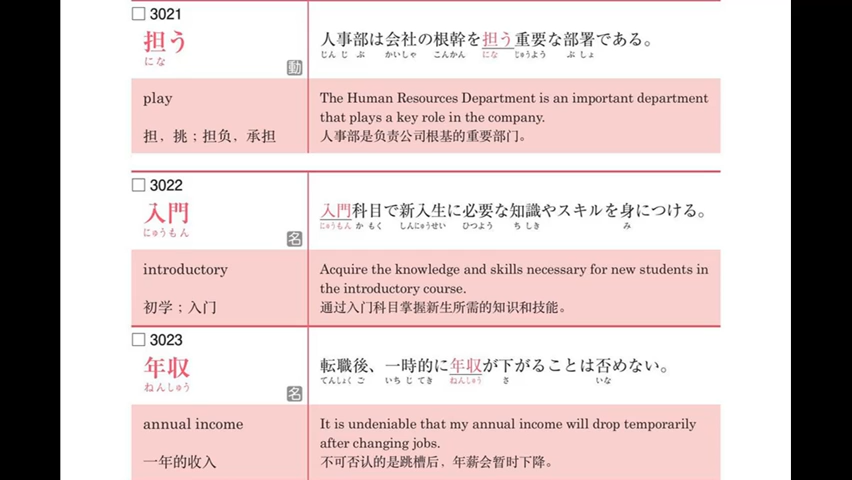 3021
担う
にな
動
人事部は会社の根幹を担う重要な部署である。
じんじぶ かいしゃ こんかん にな じゅうよう ぶしょ
play
担，挑；担负，承担
The Human Resources Department is an important department
that plays a key role in the company.
人事部是负责公司根基的重要部门。
3022
入門
にゅうもん
名
入門科目で新入生に必要な知識やスキルを身につける。
にゅうもん かもく しんにゅうせい ひつよう ちしき み
introductory
初学；入门
Acquire the knowledge and skills necessary for new students in
the introductory course.
通过入门科目掌握新生所需的知识和技能。
3023
年収
ねんしゅう
名
転職後、一時的に年収が下がることは否めない。
てんしょくご いちじてき ねんしゅう さ いな
annual income
一年的收入
It is undeniable that my annual income will drop temporarily
after changing jobs.
不可否认的是跳槽后，年薪会暂时下降。